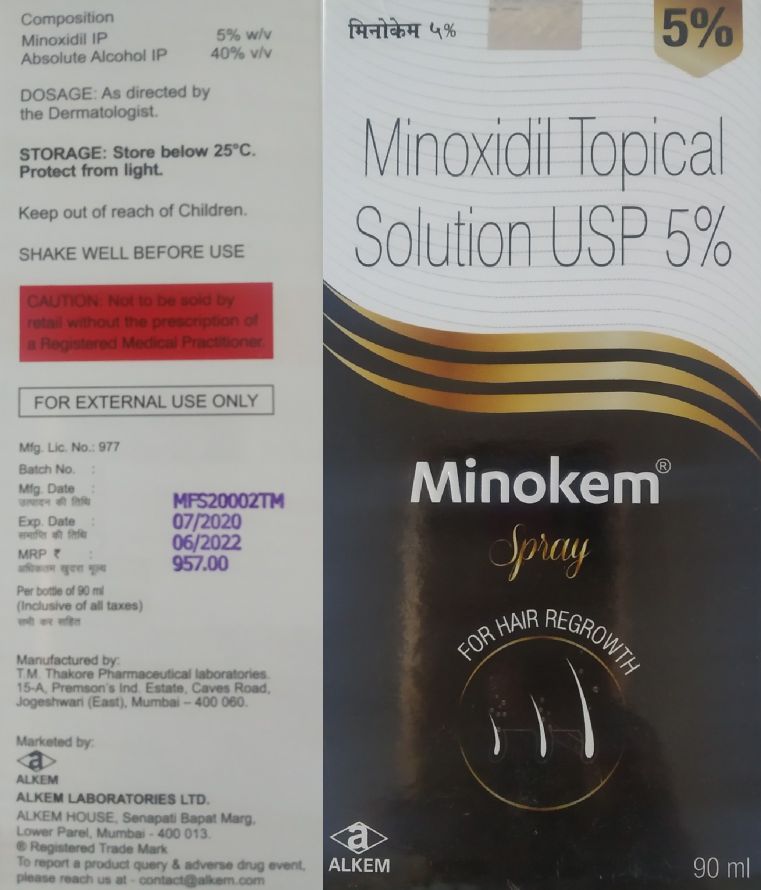 Composition
Minoxidil IP 5% w/v
Absolute Alcohol IP 40% v/v
DOSAGE: As directed by
the Dermatologist.
STORAGE: Store below 25°C.
Protect from light.
Keep out of reach of Children.
SHAKE WELL BEFORE USE
CAUTION: Not to be sold by
retail without the prescription of
a Registered Medical Practitioner.
FOR EXTERNAL USE ONLY
Mfg. Lic. No.: 977
Batch No. :
Mfg. Date :
उत्पादन की तिथि
Exp. Date :
समाप्ति की तिथि
MRP ₹ :
अधिकतम खुदरा मूल्य
MFS20002TM
07/2020
06/2022
957.00
Per bottle of 90 ml
(Inclusive of all taxes)
सभी कर सहित
Manufactured by:
T.M. Thakore Pharmaceutical laboratories.
15-A, Premson's Ind. Estate, Caves Road,
Jogeshwari (East), Mumbai – 400 060.
Marketed by:
a
ALKEM
ALKEM LABORATORIES LTD.
ALKEM HOUSE, Senapati Bapat Marg,
Lower Parel, Mumbai - 400 013.
® Registered Trade Mark
To report a product query & adverse drug event,
please reach us at - contact@alkem.com
मिनोकेम ५%
5%
Minoxidil Topical
Solution USP 5%
Minokem®
Spray
FOR HAIR REGROWTH
a
ALKEM
90 ml